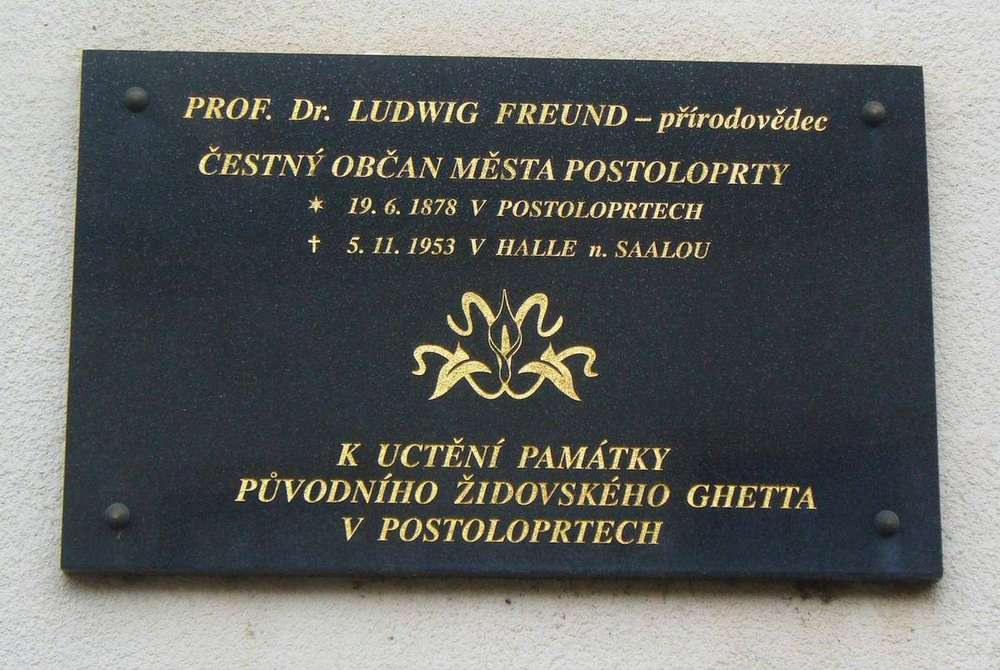 PROF. Dr. LUDWIG FREUND – přírodovědec
ČESTNÝ OBČAN MĚSTA POSTOLOPRTY
✶ 19. 6. 1878 V POSTOLOPRTECH
† 5. 11. 1953 V HALLE n. SAALOU
K UCTĚNÍ PAMÁTKY
PŮVODNÍHO ŽIDOVSKÉHO GHETTA
V POSTOLOPRTECH